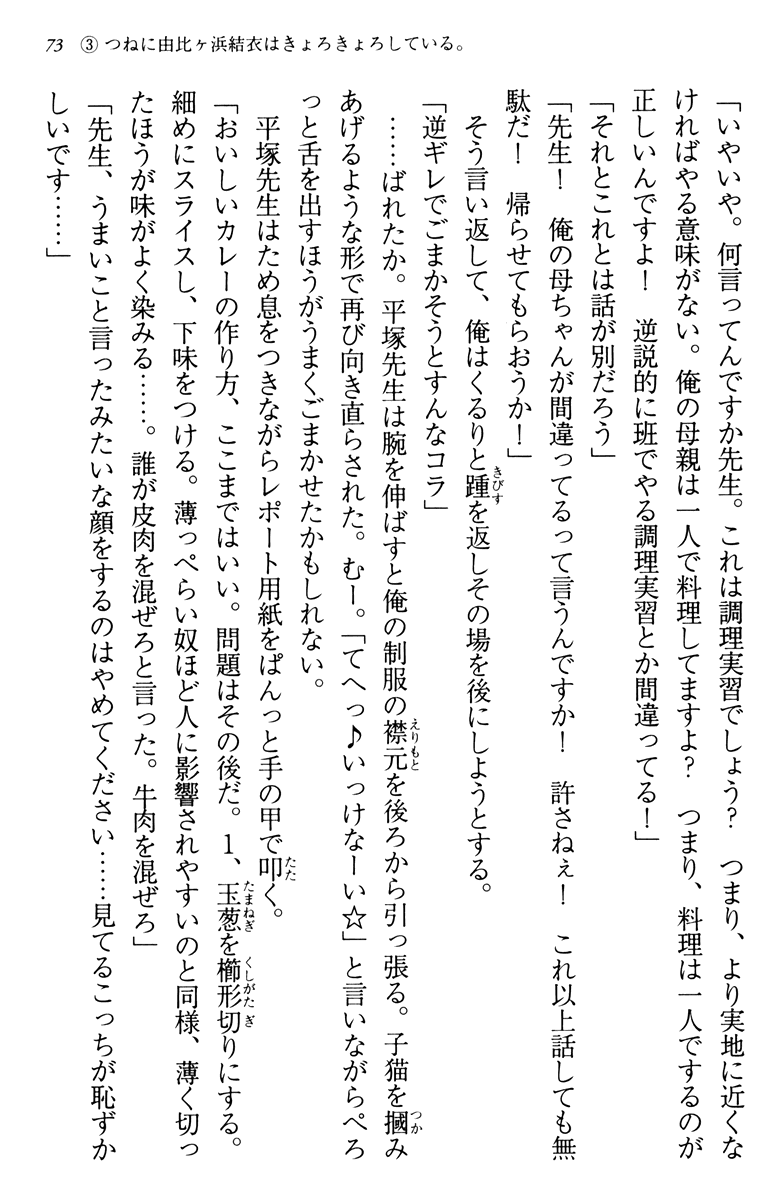 73 ③ つねに由比ヶ浜結衣はきょろきょろしている。
「いやいや。何言ってんですか先生。これは調理実習でしょう？　つまり、より実地に近くな
ければやる意味がない。俺の母親は一人で料理してますよ？　つまり、料理は一人でするのが
正しいんですよ！　逆説的に班でやる調理実習とか間違ってる！」
「それとこれとは話が別だろう」
「先生！　俺の母ちゃんが間違ってるって言うんですか！　許さねぇ！　これ以上話しても無
駄だ！　帰らせてもらおうか！」
そう言い返して、俺はくるりと踵きびすを返しその場を後にしようとする。
「逆ギレでごまかそうとすんなコラ」
……ばれたか。平塚先生は腕を伸ばすと俺の制服の襟元えりもとを後ろから引っ張る。子猫を摑つかみ
あげるような形で再び向き直らされた。むー。「てへっ♪いっけなーい☆」と言いながらぺろ
っと舌を出すほうがうまくごまかせたかもしれない。
平塚先生はため息をつきながらレポート用紙をぱんっと手の甲で叩たたく。
「おいしいカレーの作り方、ここまではいい。問題はその後だ。１、玉葱たまねぎを櫛形切くしがたぎりにする。
細めにスライスし、下味をつける。薄っぺらい奴ほど人に影響されやすいのと同様、薄く切っ
たほうが味がよく染みる……。誰が皮肉を混ぜろと言った。牛肉を混ぜろ」
「先生、うまいこと言ったみたいな顔をするのはやめてください……見てるこっちが恥ずか
しいです……」